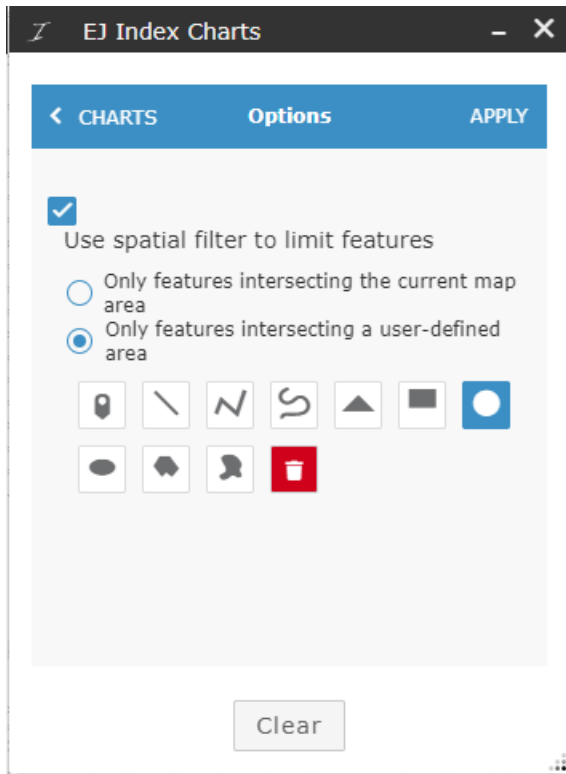 EJ Index Charts
CHARTS Options APPLY
Use spatial filter to limit features
Only features intersecting the current map
area
Only features intersecting a user-defined
area
Clear